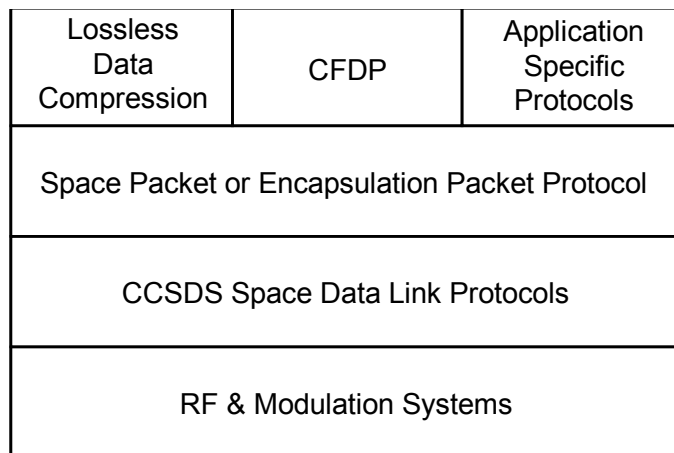 Lossless
Data
Compression
CFDP
Application
Specific
Protocols
Space Packet or Encapsulation Packet Protocol
CCSDS Space Data Link Protocols
RF & Modulation Systems